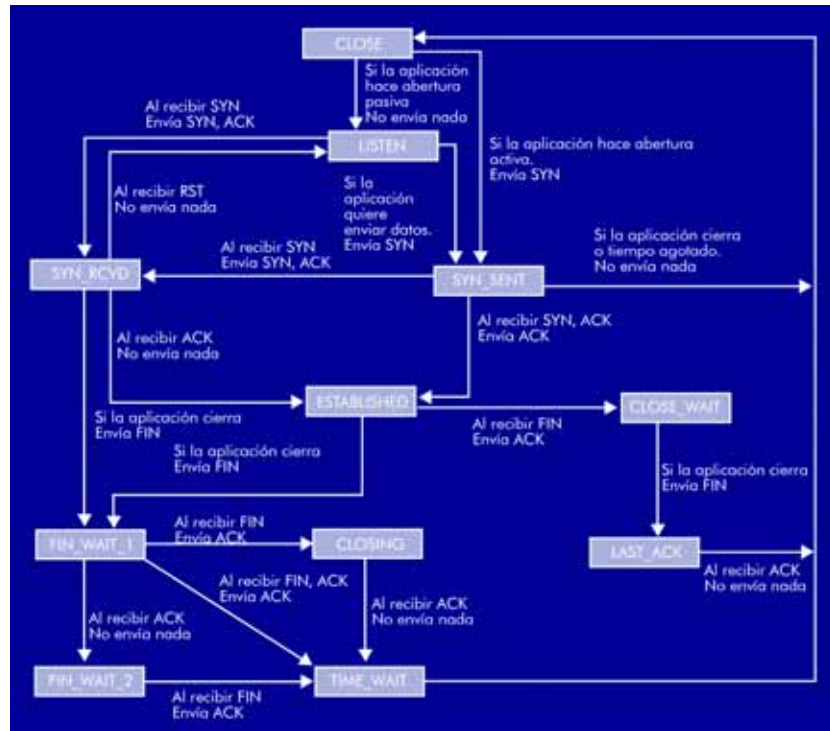 CLOSE
Si la aplicación
hace abertura
pasiva
No envía nada
Al recibir SYN
Envía SYN, ACK
LISTEN
Si la aplicación hace abertura
activa.
Envía SYN
Al recibir RST
No envía nada
Si la
aplicación
quiere
enviar datos.
Envía SYN
Al recibir SYN
Envía SYN, ACK
Si la aplicación cierra
o tiempo agotado.
No envía nada
SYN_RCVD
SYN_SENT
Al recibir SYN, ACK
Envía ACK
Al recibir ACK
No envía nada
ESTABLISHED
CLOSE_WAIT
Al recibir FIN
Envía ACK
Si la aplicación cierra
Envía FIN
Si la aplicación cierra
Envía FIN
Si la aplicación cierra
Envía FIN
FIN_WAIT_1
Al recibir FIN
Envía ACK
CLOSING
LAST_ACK
Al recibir ACK
No envía nada
Al recibir FIN, ACK
Envía ACK
Al recibir ACK
No envía nada
Al recibir ACK
No envía nada
FIN_WAIT_2
TIME_WAIT
Al recibir FIN
Envía ACK